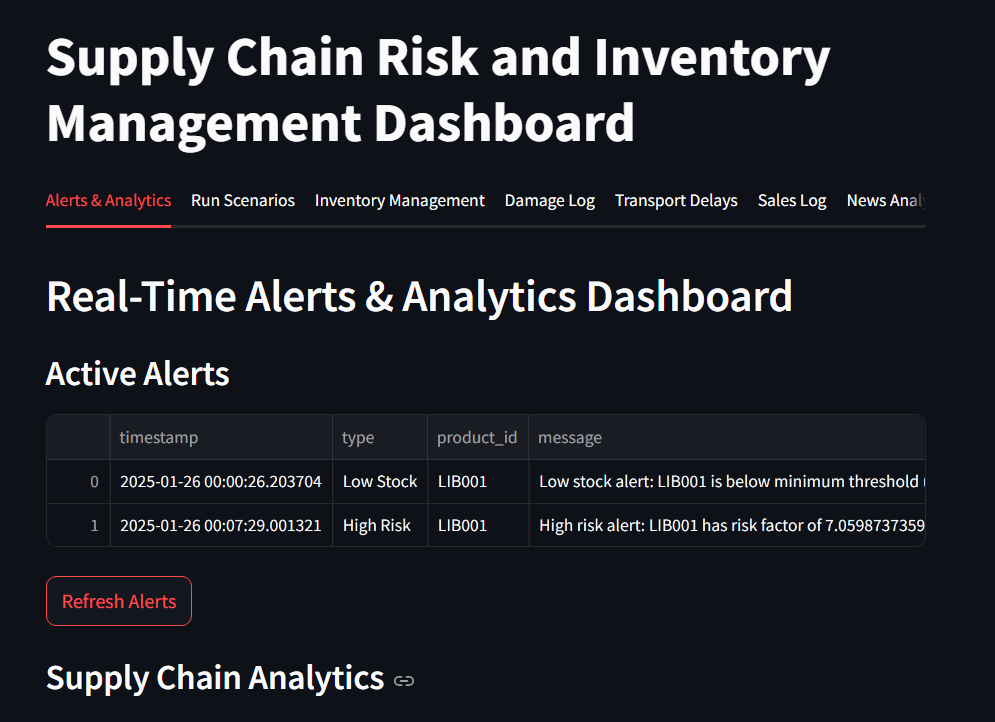 Supply Chain Risk and Inventory
Management Dashboard
Alerts & Analytics Run Scenarios Inventory Management Damage Log Transport Delays Sales Log News
Real-Time Alerts & Analytics Dashboard
Active Alerts
timestamp type product_id message
0 2025-01-26 00:00:26.203704 Low Stock LIB001 Low stock alert: LIB001 is below minimum threshold
1 2025-01-26 00:07:29.001321 High Risk LIB001 High risk alert: LIB001 has risk factor of 7.0598737359
Refresh Alerts
Supply Chain Analytics